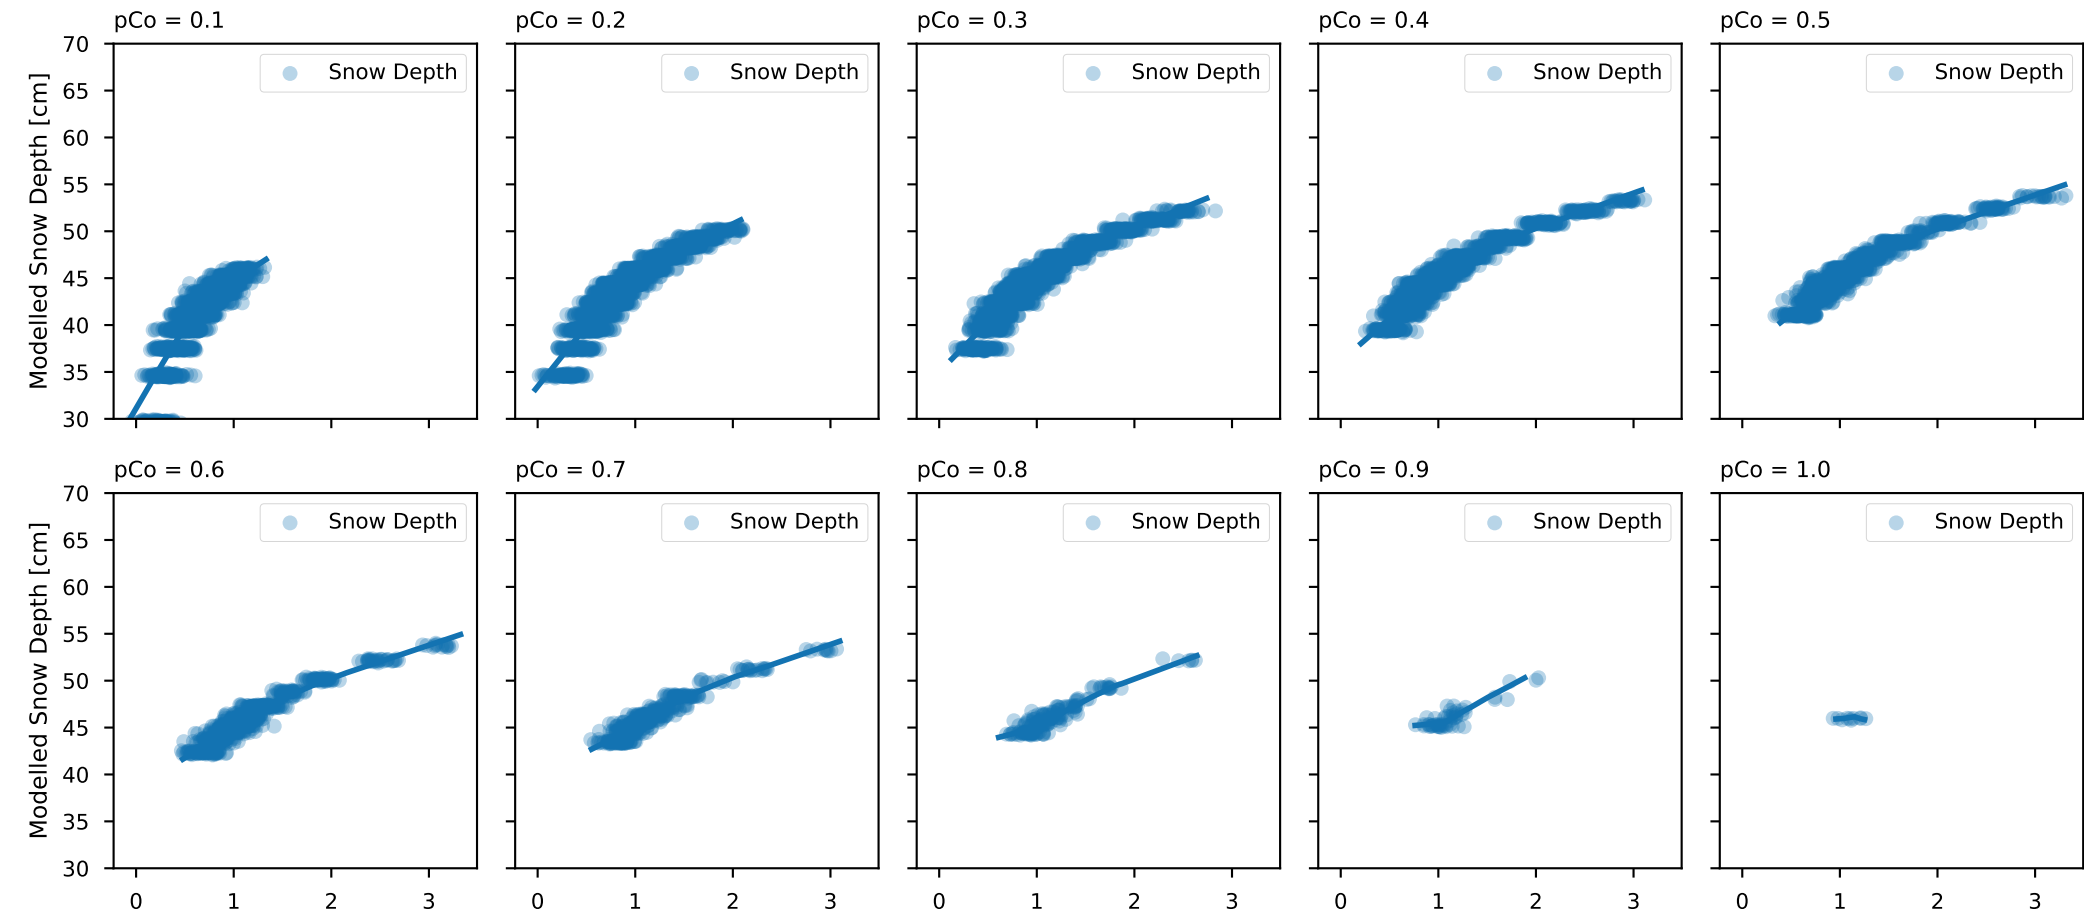 pCo = 0.1
pCo = 0.2
pCo = 0.3
pCo = 0.4
pCo = 0.5
Modelled Snow Depth [cm]
70
65
60
55
50
45
40
35
30
Snow Depth
Snow Depth
Snow Depth
Snow Depth
Snow Depth
pCo = 0.6
pCo = 0.7
pCo = 0.8
pCo = 0.9
pCo = 1.0
Modelled Snow Depth [cm]
70
65
60
55
50
45
40
35
30
Snow Depth
Snow Depth
Snow Depth
Snow Depth
Snow Depth
0 1 2 3
0 1 2 3
0 1 2 3
0 1 2 3
0 1 2 3